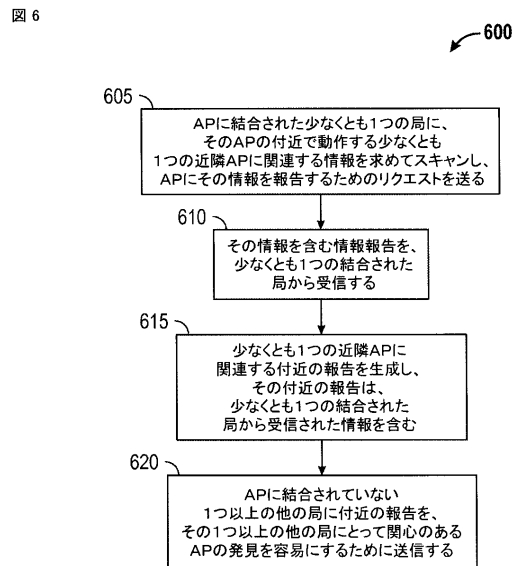 図 6
600
605
APに結合された少なくとも1つの局に、
そのAPの付近で動作する少なくとも
1つの近隣APに関連する情報を求めてスキャンし、
APにその情報を報告するためのリクエストを送る
610
その情報を含む情報報告を、
少なくとも1つの結合された
局から受信する
615
少なくとも1つの近隣APに
関連する付近の報告を生成し、
その付近の報告は、
少なくとも1つの結合された
局から受信された情報を含む
620
APに結合されていない
1つ以上の他の局に付近の報告を、
その1つ以上の他の局にとって関心のある
APの発見を容易にするために送信する